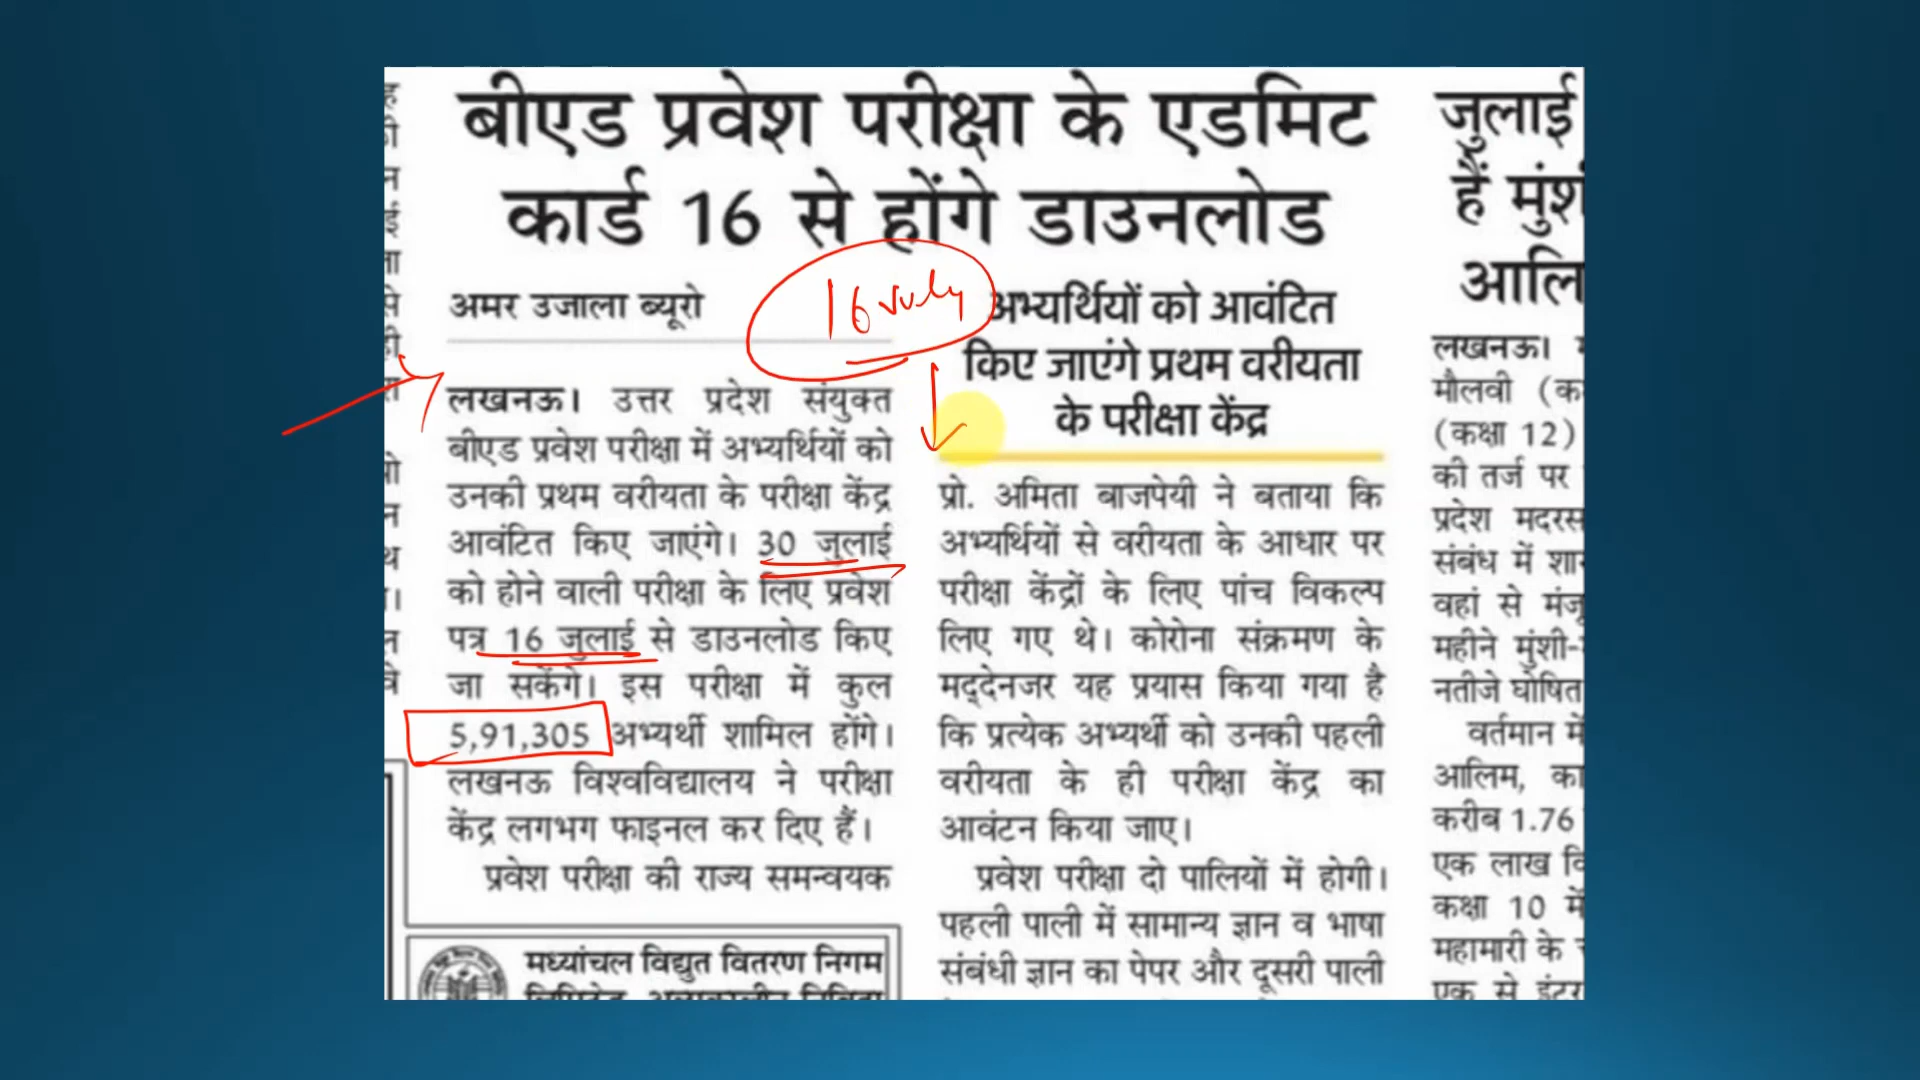 बीएड प्रवेश परीक्षा के एडमिट
कार्ड 16 से होंगे डाउनलोड
अमर उजाला ब्यूरो
16 July
लखनऊ। उत्तर प्रदेश संयुक्त
बीएड प्रवेश परीक्षा में अभ्यर्थियों को
उनकी प्रथम वरीयता के परीक्षा केंद्र
आवंटित किए जाएंगे। 30 जुलाई
को होने वाली परीक्षा के लिए प्रवेश
पत्र 16 जुलाई से डाउनलोड किए
जा सकेंगे। इस परीक्षा में कुल
5,91,305 अभ्यर्थी शामिल होंगे।
लखनऊ विश्वविद्यालय ने परीक्षा
केंद्र लगभग फाइनल कर दिए हैं।
प्रवेश परीक्षा की राज्य समन्वयक
अभ्यर्थियों को आवंटित
किए जाएंगे प्रथम वरीयता
के परीक्षा केंद्र
प्रो. अमिता बाजपेयी ने बताया कि
अभ्यर्थियों से वरीयता के आधार पर
परीक्षा केंद्रों के लिए पांच विकल्प
लिए गए थे। कोरोना संक्रमण के
मद्देनजर यह प्रयास किया गया है
कि प्रत्येक अभ्यर्थी को उनकी पहली
वरीयता के ही परीक्षा केंद्र का
आवंटन किया जाए।
प्रवेश परीक्षा दो पालियों में होगी।
पहली पाली में सामान्य ज्ञान व भाषा
संबंधी ज्ञान का पेपर और दूसरी पाली
मध्यांचल विद्युत वितरण निगम
जुलाई
हैं
लखनऊ।
मौलवी
(कक्षा 12)
की तर्ज पर
प्रदेश
संबंध में
वहां से
महीने मुंशी-
नतीजे घोषित
वर्तमान में
आलिम,
करीब 1.76
एक लाख
कक्षा 10 में
महामारी के
एक से